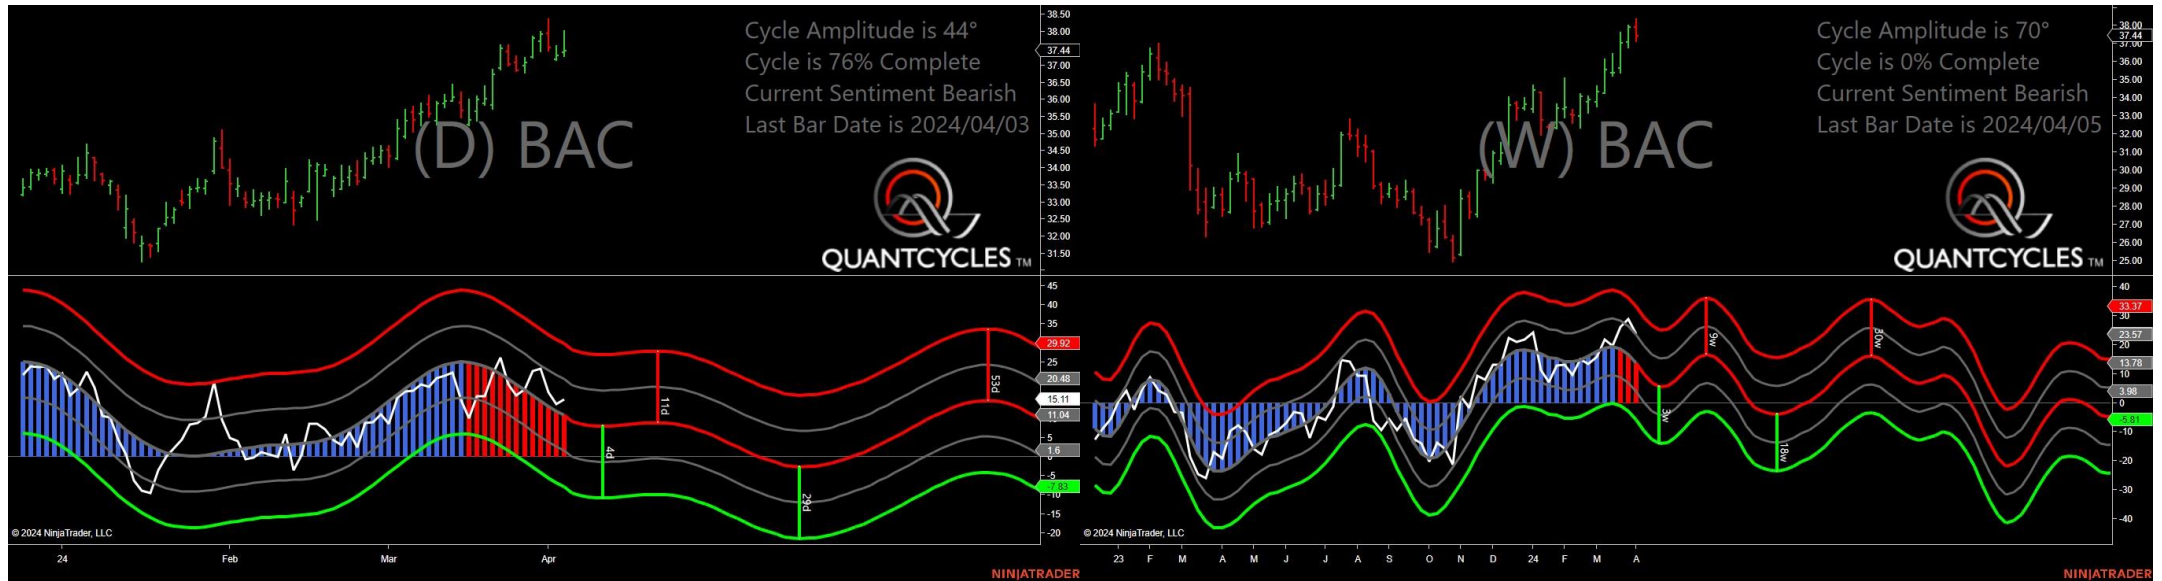 Cycle Amplitude is 44°
Cycle is 76% Complete
Current Sentiment Bearish
Last Bar Date is 2024/04/03
(D) BAC
QUANTCYCLES TM
38.50
38.00
37.44
37.00
36.50
36.00
35.50
35.00
34.50
34.00
33.50
33.00
32.50
32.00
31.50
45
40
35
29.92
25
20.48
15.11
11.04
5
1.6
-5
-7.83
-10
-15
-20
11d
4d
29d
53d
© 2024 NinjaTrader, LLC
24
Feb
Mar
Apr
NINJATRADER
Cycle Amplitude is 70°
Cycle is 0% Complete
Current Sentiment Bearish
Last Bar Date is 2024/04/05
(W) BAC
QUANTCYCLES TM
38.00
37.44
37.00
36.00
35.00
34.00
33.00
32.00
31.00
30.00
29.00
28.00
27.00
26.00
25.00
40
33.37
30
23.57
20
13.78
10
3.98
0
-5.81
-10
-20
-30
-40
9w
3w
18w
30w
© 2024 NinjaTrader, LLC
23
F
M
A
M
J
J
A
S
O
N
D
24
F
M
A
NINJATRADER